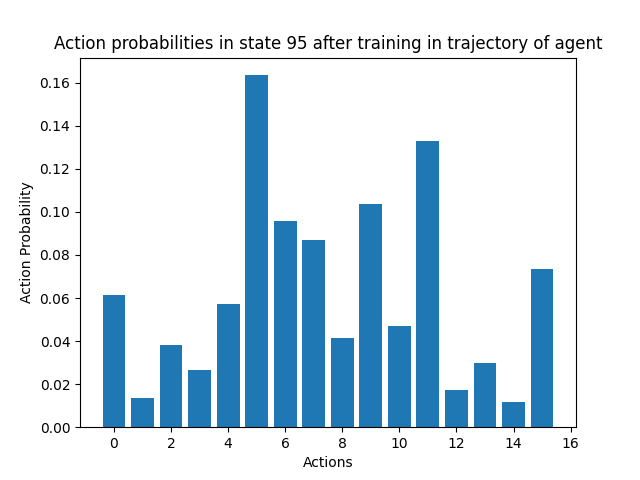 Action probabilities in state 95 after training in trajectory of agent
0.16
0.14
0.12
0.10
0.08
0.06
0.04
0.02
0.00
Action Probability
0 2 4 6 8 10 12 14 16
Actions